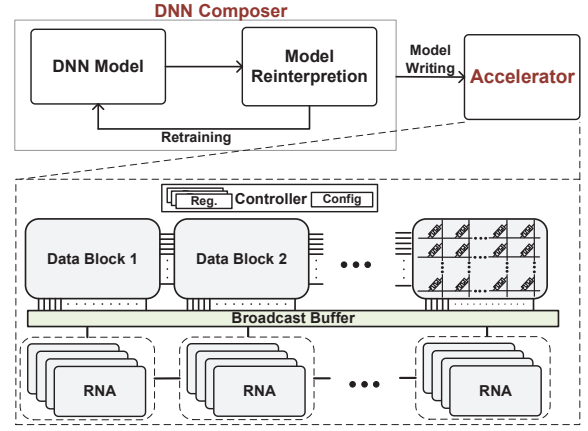 DNN Composer
DNN Model
Model
Reinterpretion
Retraining
Model
Writing
Accelerator
Reg.
Controller
Config
Data Block 1
Data Block 2
Broadcast Buffer
RNA
RNA
RNA